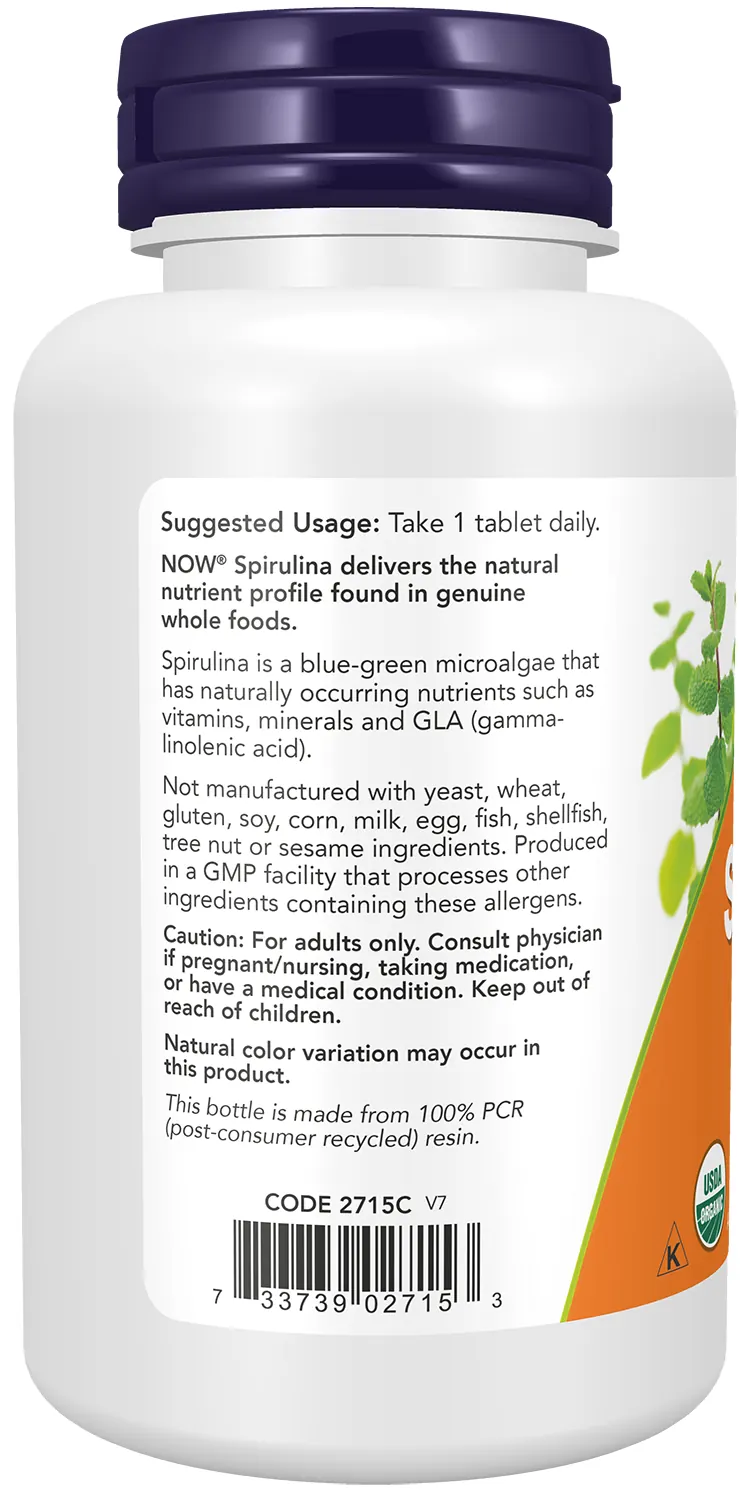 Suggested Usage: Take 1 tablet daily.
NOW® Spirulina delivers the natural
nutrient profile found in genuine
whole foods.
Spirulina is a blue-green microalgae that
has naturally occurring nutrients such as
vitamins, minerals and GLA (gamma-
linolenic acid).
Not manufactured with yeast, wheat,
gluten, soy, corn, milk, egg, fish, shellfish,
tree nut or sesame ingredients. Produced
in a GMP facility that processes other
ingredients containing these allergens.
Caution: For adults only. Consult physician
if pregnant/nursing, taking medication,
or have a medical condition. Keep out of
reach of children.
Natural color variation may occur in
this product.
This bottle is made from 100% PCR
(post-consumer recycled) resin.
CODE 2715C V7
7 33739 02715 3
K
USDA
ORGANIC